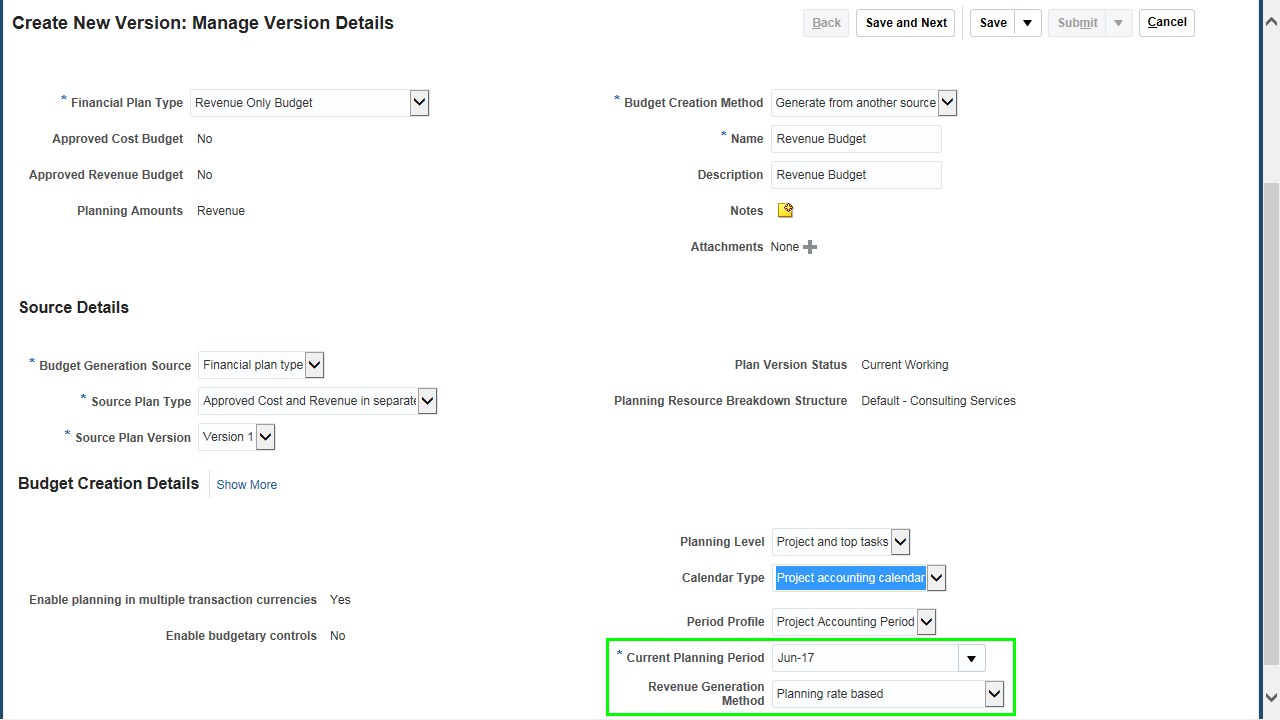 Create New Version: Manage Version Details
Back Save and Next Save Submit Cancel
* Financial Plan Type Revenue Only Budget
Approved Cost Budget No
Approved Revenue Budget No
Planning Amounts Revenue
* Budget Creation Method Generate from another source
* Name Revenue Budget
Description Revenue Budget
Notes
Attachments None
Source Details
* Budget Generation Source Financial plan type
* Source Plan Type Approved Cost and Revenue in separate
* Source Plan Version Version 1
Plan Version Status Current Working
Planning Resource Breakdown Structure Default - Consulting Services
Budget Creation Details Show More
Enable planning in multiple transaction currencies Yes
Enable budgetary controls No
Planning Level Project and top tasks
Calendar Type Project accounting calendar
Period Profile Project Accounting Period
* Current Planning Period Jun-17
Revenue Generation
Method Planning rate based